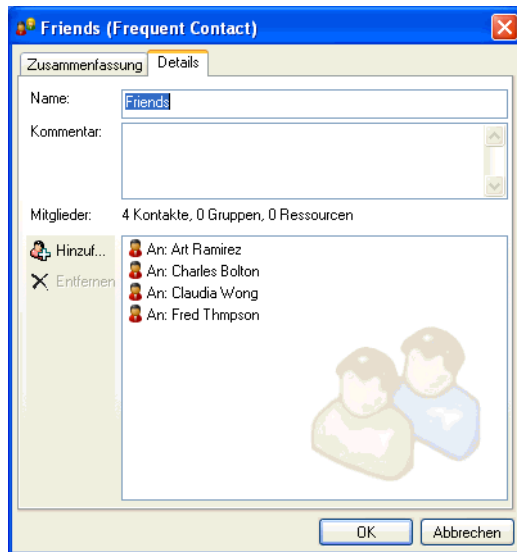 Friends (Frequent Contact)
Zusammenfassung Details
Name: Friends
Kommentar:
Mitglieder: 4 Kontakte, 0 Gruppen, 0 Ressourcen
Hinzuf...
Entfernen
An: Art Ramirez
An: Charles Bolton
An: Claudia Wong
An: Fred Thmpson
OK Abbrechen